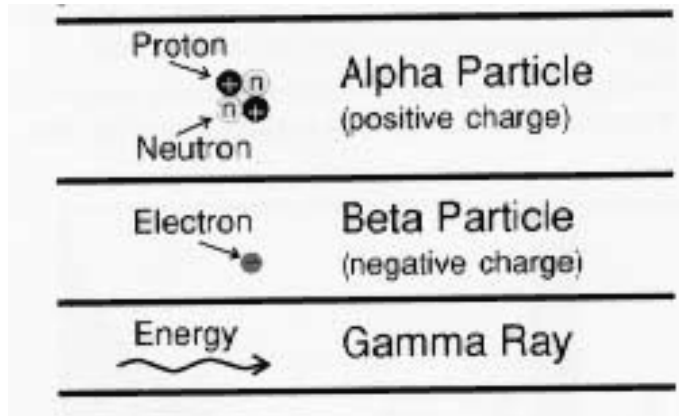 Proton
+ n
n +
Neutron
Alpha Particle
(positive charge)
Electron
-
Beta Particle
(negative charge)
Energy
Gamma Ray